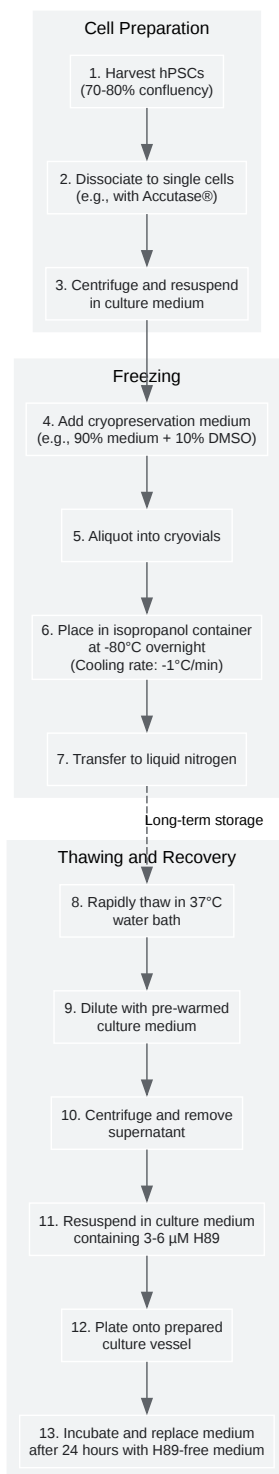 Cell Preparation
1. Harvest hPSCs
(70-80% confluency)
2. Dissociate to single cells
(e.g., with Accutase®)
3. Centrifuge and resuspend
in culture medium
Freezing
4. Add cryopreservation medium
(e.g., 90% medium + 10% DMSO)
5. Aliquot into cryovials
6. Place in isopropanol container
at -80°C overnight
(Cooling rate: -1°C/min)
7. Transfer to liquid nitrogen
Long-term storage
Thawing and Recovery
8. Rapidly thaw in 37°C
water bath
9. Dilute with pre-warmed
culture medium
10. Centrifuge and remove
supernatant
11. Resuspend in culture medium
containing 3-6 µM H89
12. Plate onto prepared
culture vessel
13. Incubate and replace medium
after 24 hours with H89-free medium